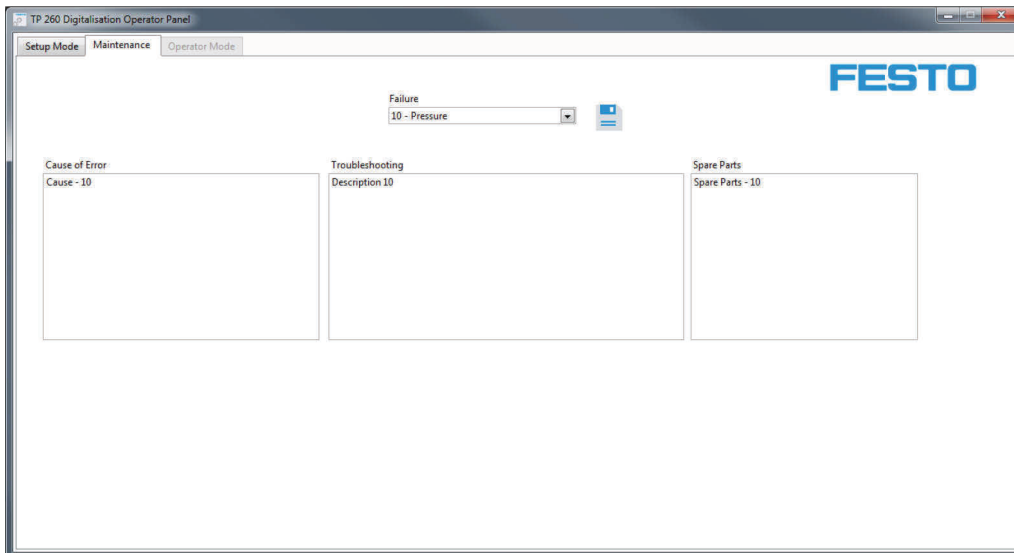 TP 260 Digitalisation Operator Panel
Setup Mode Maintenance Operator Mode
FESTO
Failure
10 - Pressure
Cause of Error Troubleshooting Spare Parts
Cause - 10 Description 10 Spare Parts - 10